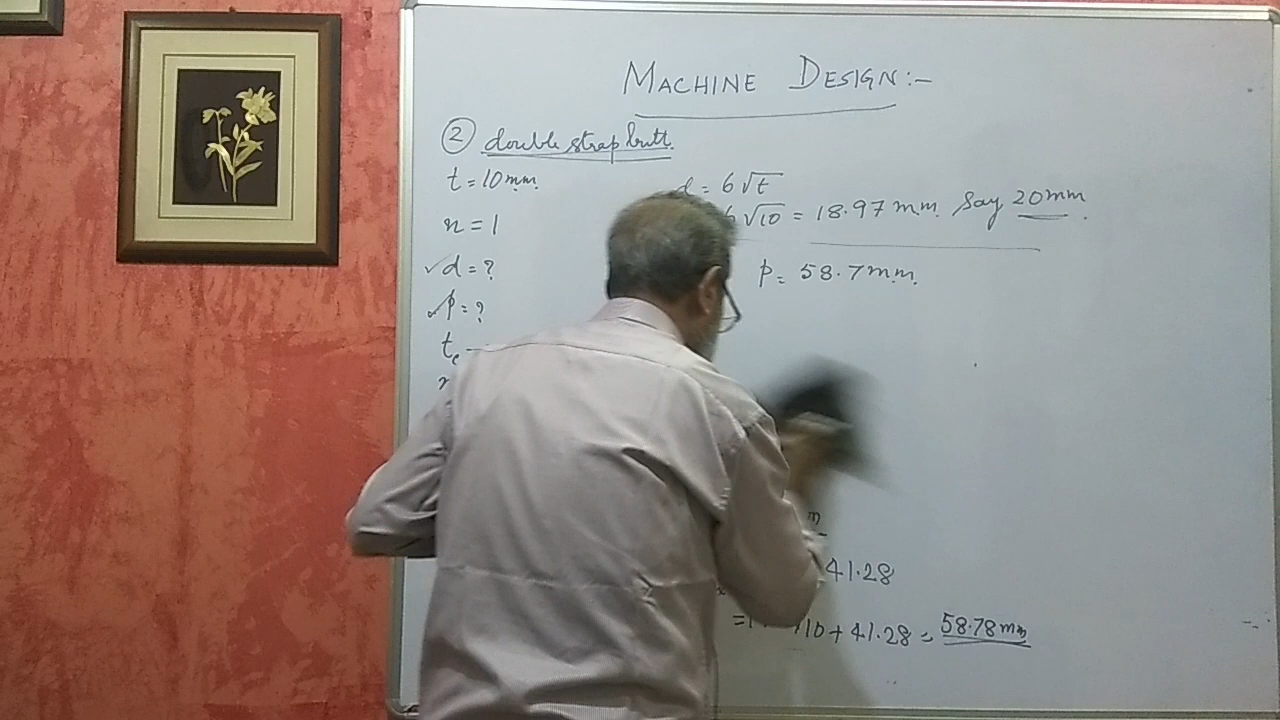 MACHINE DESIGN:-
② double strap butt
t = 10mm
n = 1
✓d = ?
✓p = ?
t
d = 6√t
6√10 = 18.97 mm Say 20mm.
p = 58.7mm.
m
41.28
10 + 41.28 = 58.78mm